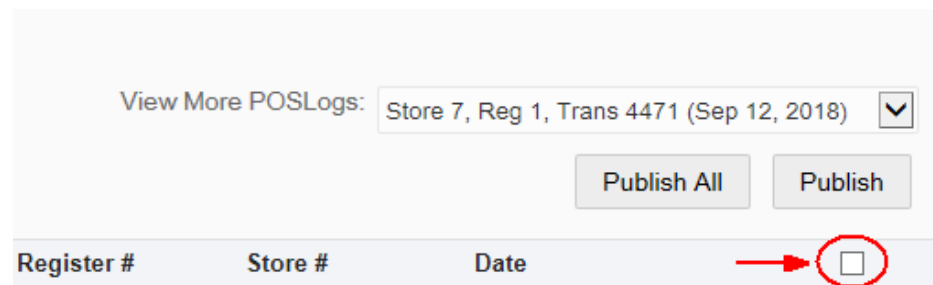 View More POSLogs: Store 7, Reg 1, Trans 4471 (Sep 12, 2018)
Publish All Publish
Register # Store # Date